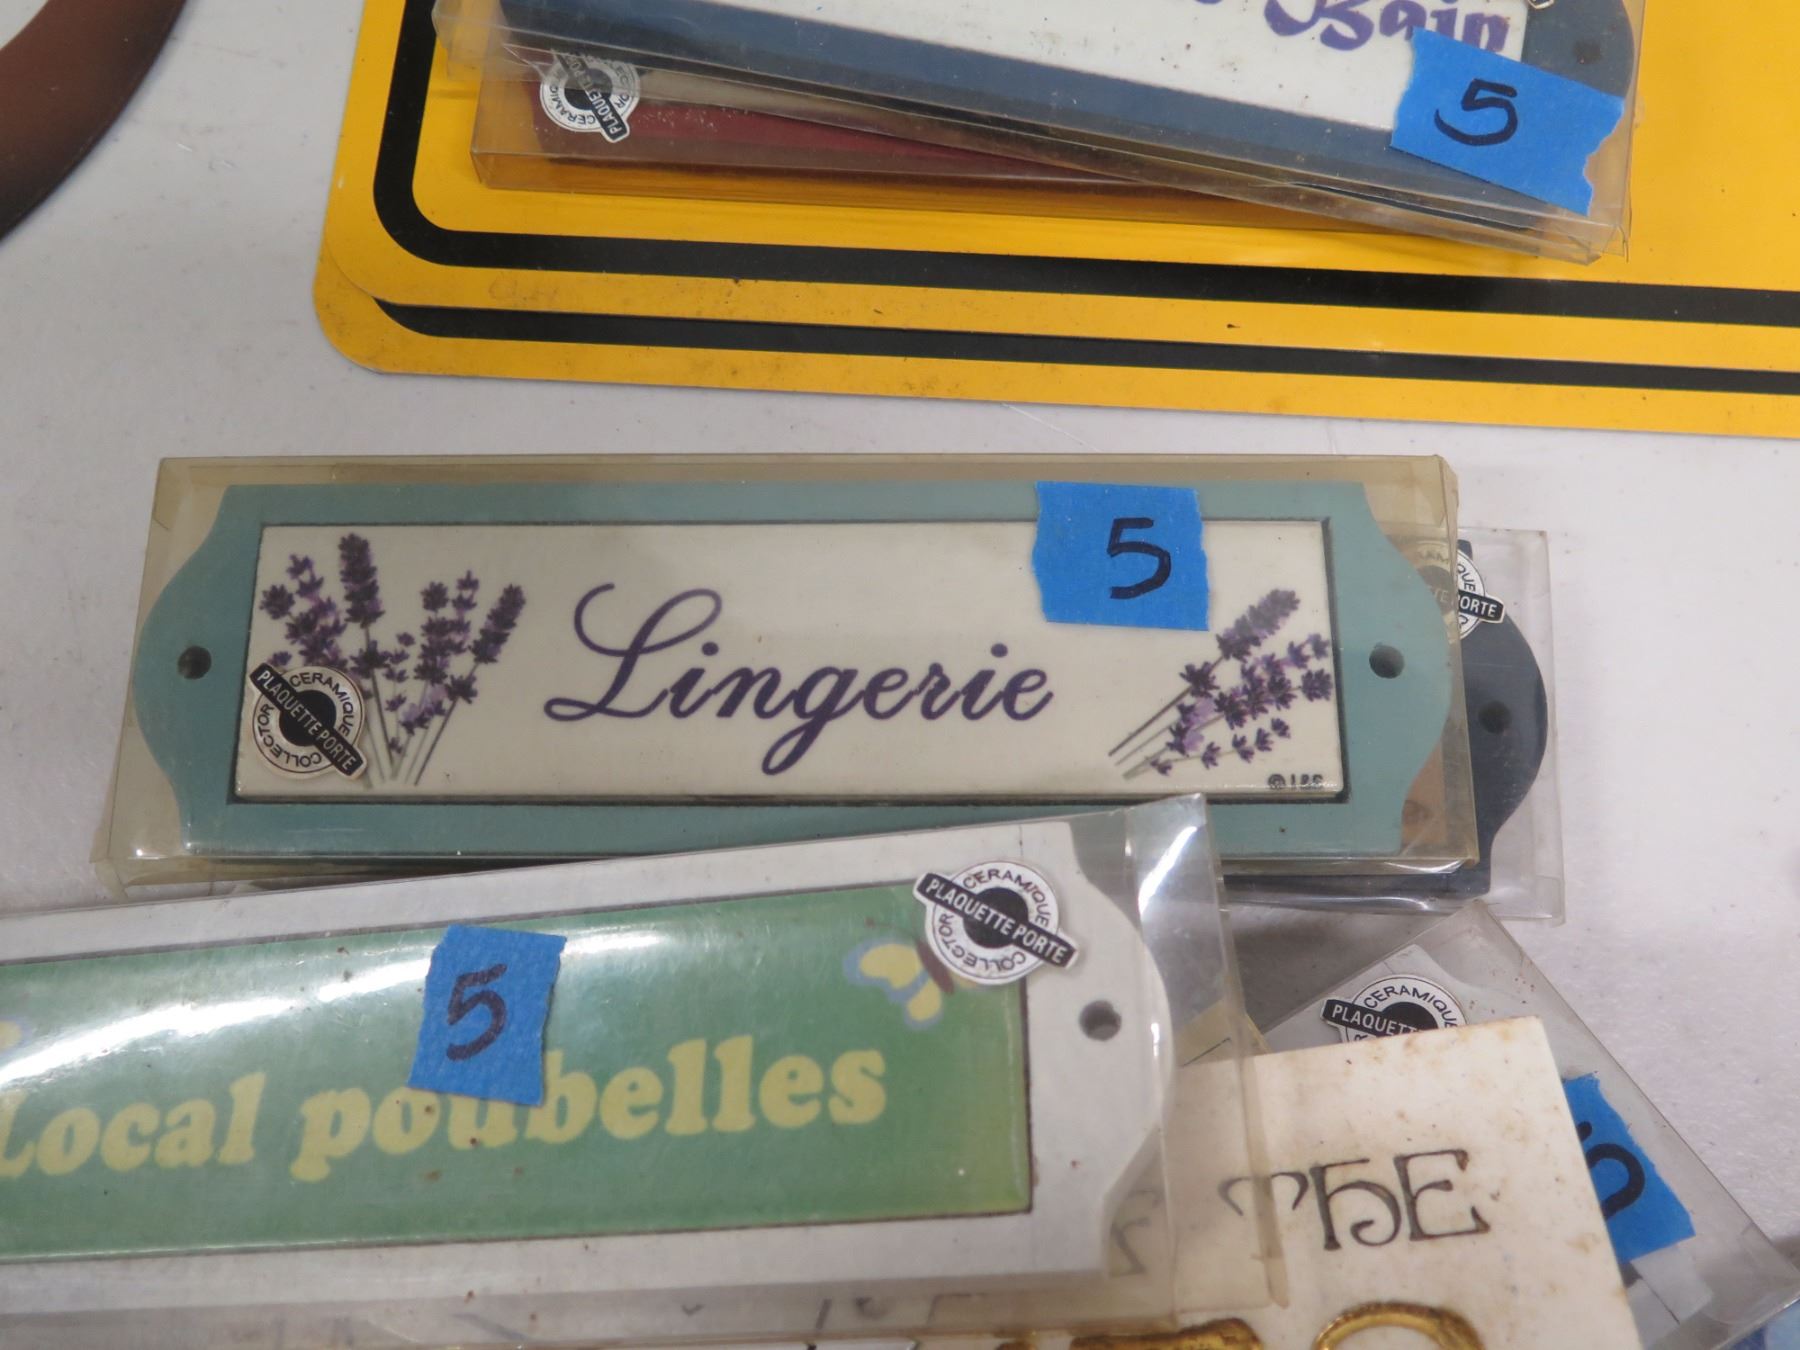 Bain
5
CERAMIQUE
PLAQUETTE PORTE
COLLECTOR
5
Lingerie
CERAMIQUE
PLAQUETTE PORTE
COLLECTOR
PORTE
CERAMIQUE
PLAQUETTE PORTE
COLLECTOR
5
Local poubelles
CERAMIQUE
THE